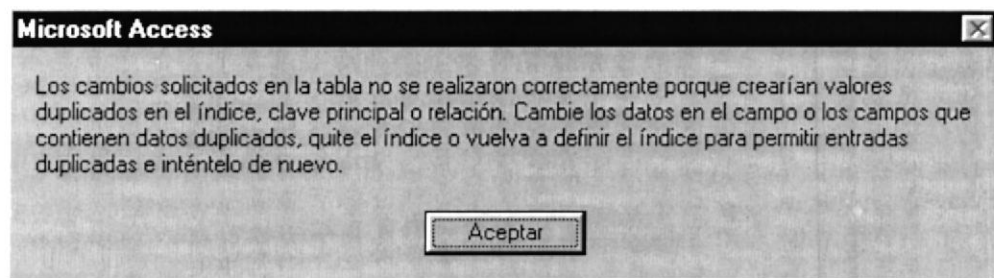 Microsoft Access
Los cambios solicitados en la tabla no se realizaron correctamente porque crearían valores
duplicados en el índice, clave principal o relación. Cambie los datos en el campo o los campos que
contienen datos duplicados, quite el índice o vuelva a definir el índice para permitir entradas
duplicadas e inténtelo de nuevo.
Aceptar